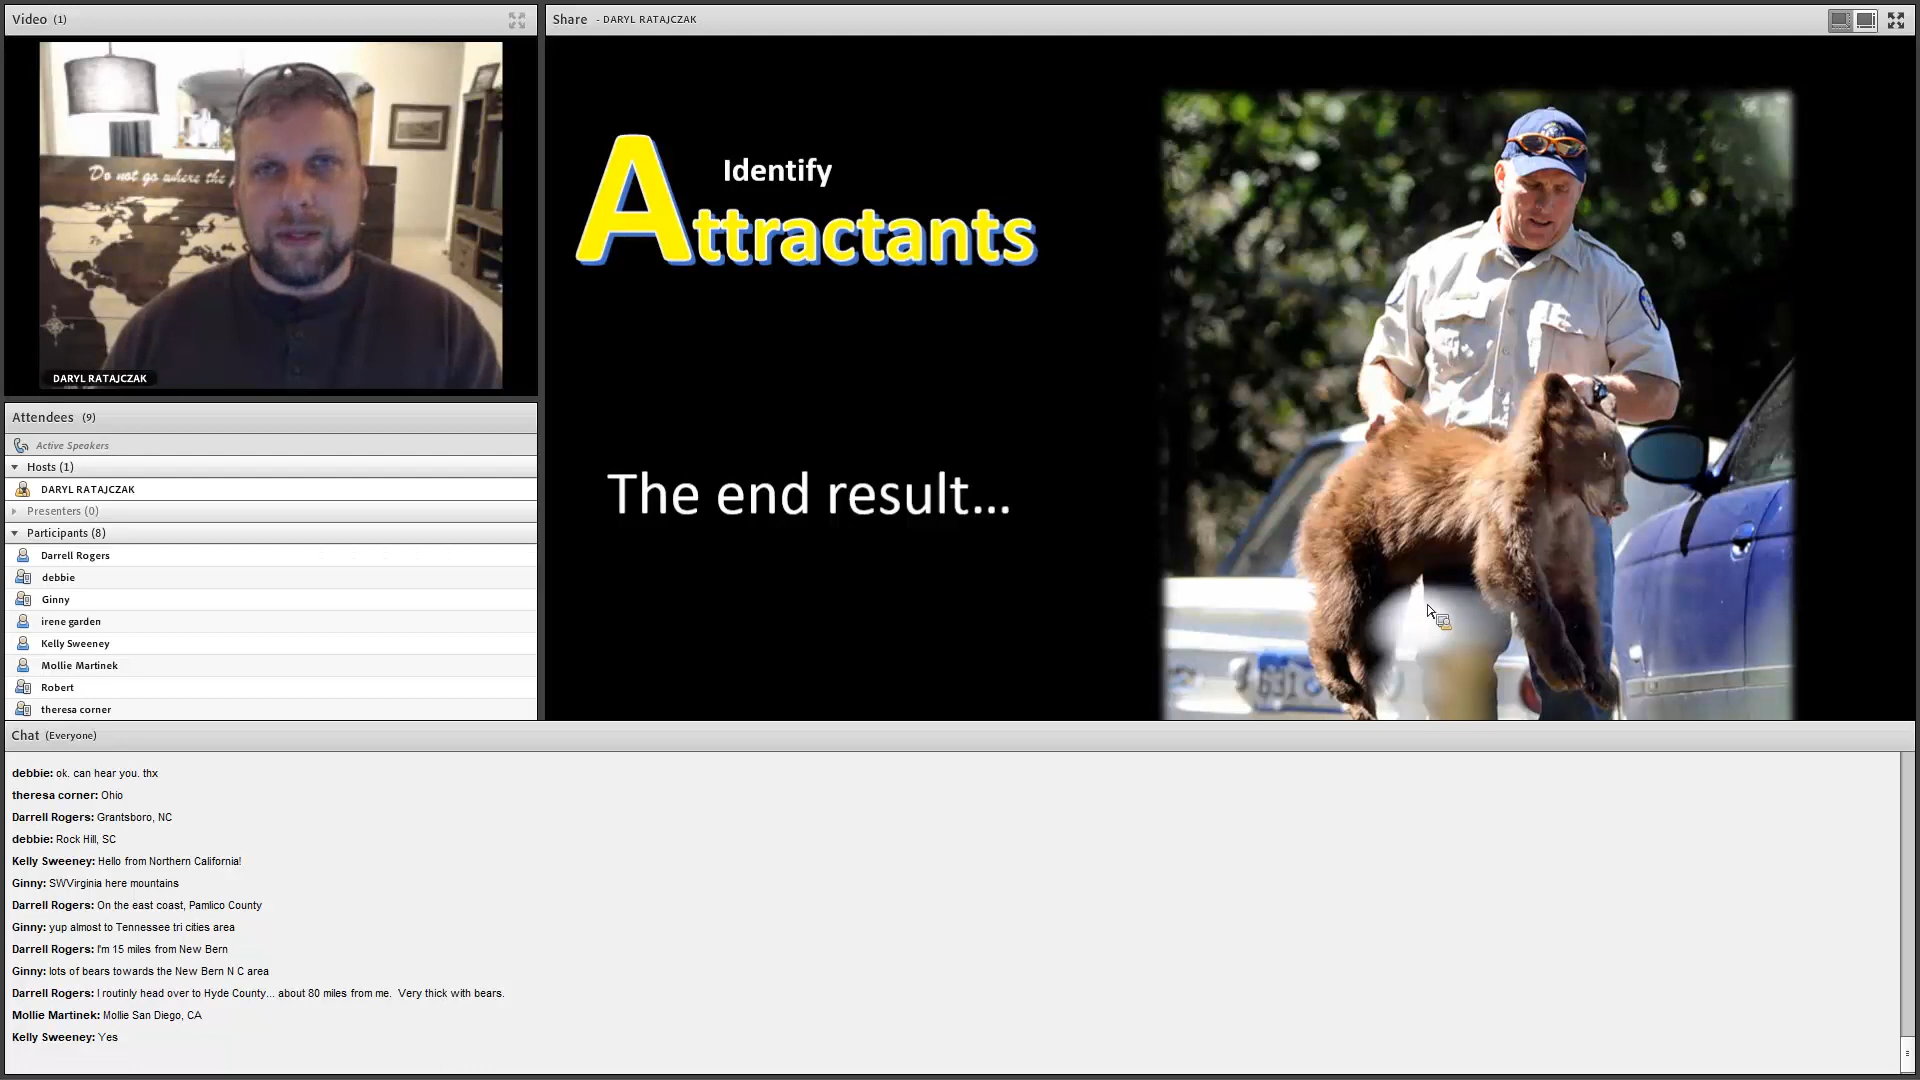 Video (1)
Do not go where the
DARYL RATAJCZAK
Attendees (9)
Active Speakers
Hosts (1)
DARYL RATAJCZAK
Presenters (0)
Participants (8)
Darrell Rogers
debbie
Ginny
irene garden
Kelly Sweeney
Mollie Martinek
Robert
theresa corner
Share - DARYL RATAJCZAK
Identify
Attractants
The end result...
Chat (Everyone)
debbie: ok. can hear you. thx
theresa corner: Ohio
Darrell Rogers: Grantsboro, NC
debbie: Rock Hill, SC
Kelly Sweeney: Hello from Northern California!
Ginny: SWVirginia here mountains
Darrell Rogers: On the east coast, Pamlico County
Ginny: yup almost to Tennessee tri cities area
Darrell Rogers: I'm 15 miles from New Bern
Ginny: lots of bears towards the New Bern N C area
Darrell Rogers: I routinly head over to Hyde County... about 80 miles from me. Very thick with bears.
Mollie Martinek: Mollie San Diego, CA
Kelly Sweeney: Yes